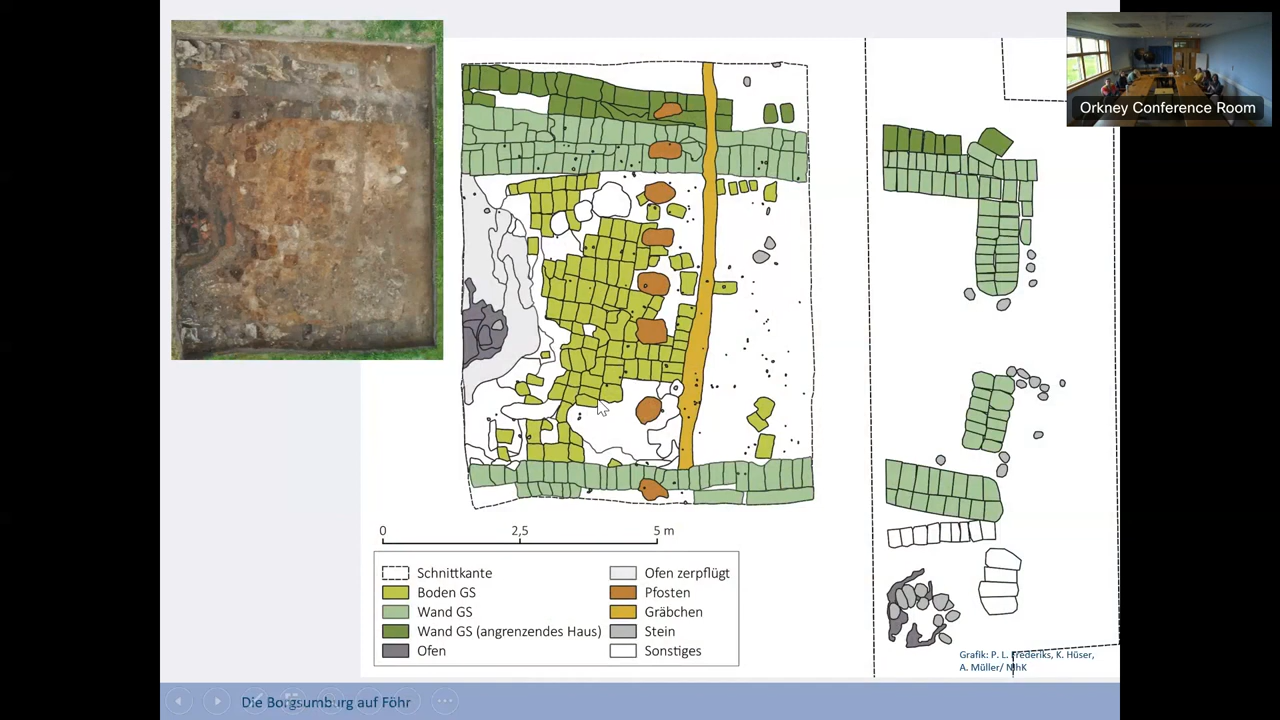 Orkney Conference Room
0
2,5
5 m
Schnittkante
Boden GS
Wand GS
Wand GS (angrenzendes Haus)
Ofen
Ofen zerpflügt
Pfosten
Gräbchen
Stein
Sonstiges
Grafik: P. L. Frederiks, K. Hüser,
A. Müller/ NIhK
Die Borgsumburg auf Föhr